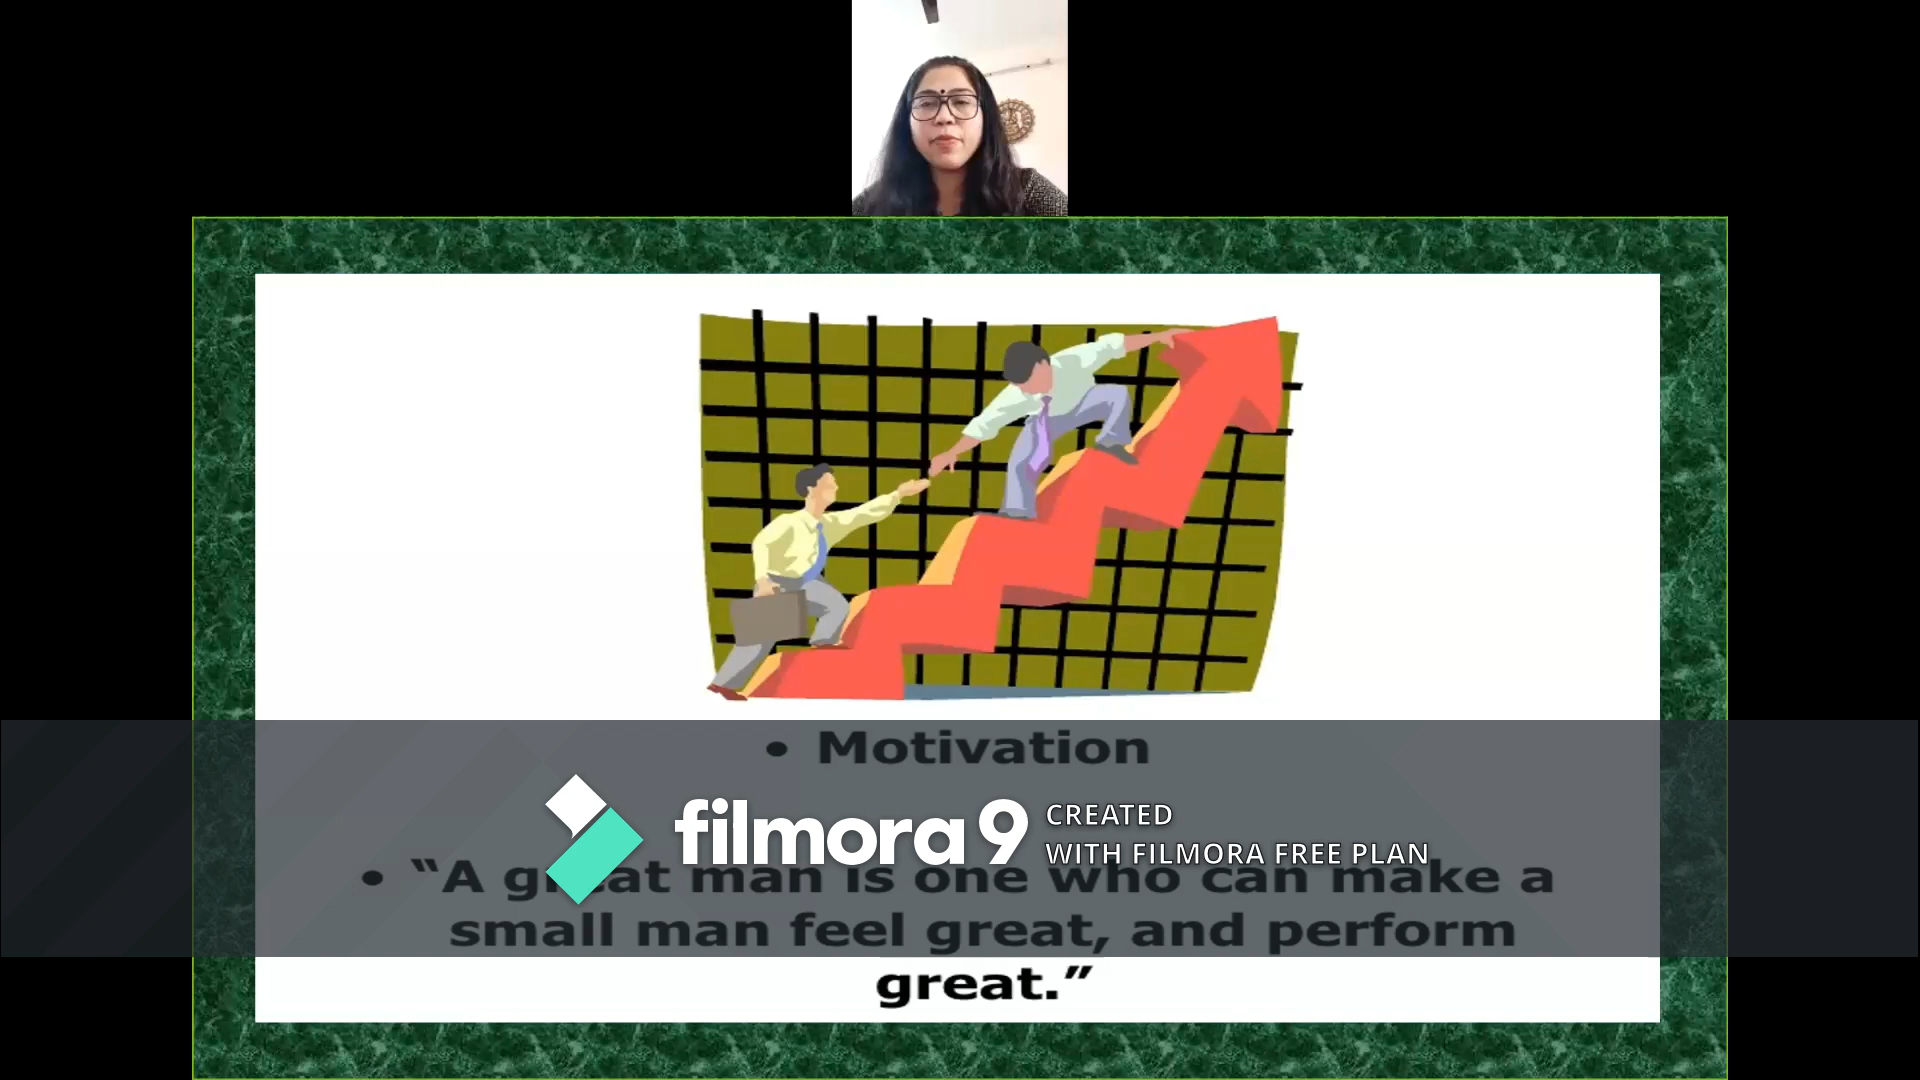 • Motivation
filmora9 CREATED
WITH FILMORA FREE PLAN
• “A great man is one who can make a
small man feel great, and perform
great.”